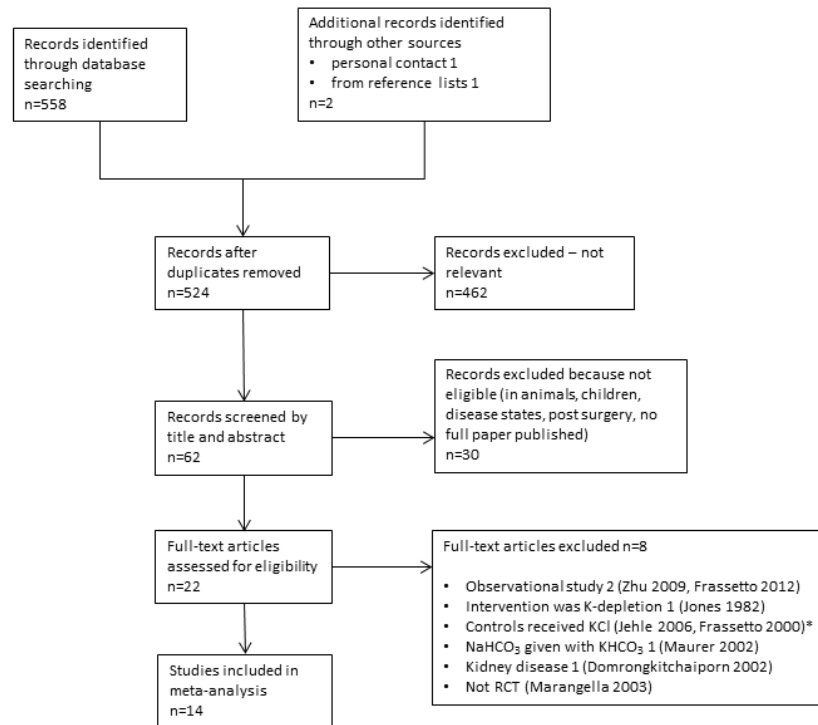 Records identified
through database
searching
n=558
Additional records identified
through other sources
• personal contact 1
• from reference lists 1
n=2
Records after
duplicates removed
n=524
Records excluded – not
relevant
n=462
Records screened by
title and abstract
n=62
Records excluded because not
eligible (in animals, children,
disease states, post surgery, no
full paper published)
n=30
Full-text articles
assessed for eligibility
n=22
Full-text articles excluded n=8
• Observational study 2 (Zhu 2009, Frassetto 2012)
• Intervention was K-depletion 1 (Jones 1982)
• Controls received KCl (Jehle 2006, Frassetto 2000)*
• NaHCO₃ given with KHCO₃ 1 (Maurer 2002)
• Kidney disease 1 (Domrongkitchaiporn 2002)
• Not RCT (Marangella 2003)
Studies included in
meta-analysis
n=14